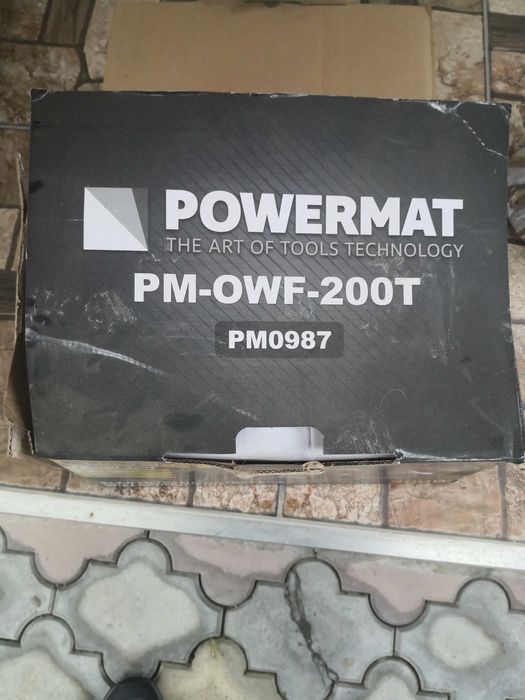 POWERMAT
THE ART OF TOOLS TECHNOLOGY
PM-OWF-200T
PM0987